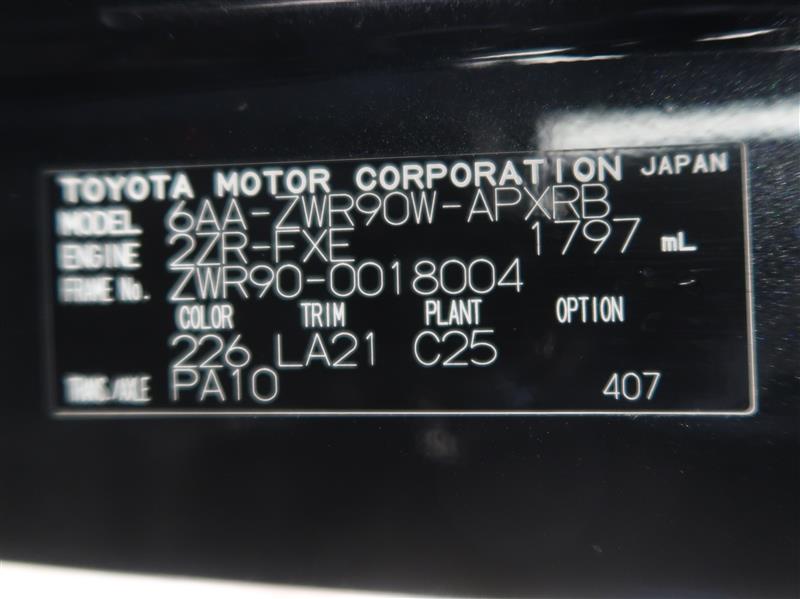 TOYOTA MOTOR CORPORATION JAPAN
MODEL 6AA-ZWR90W-APXRB
ENGINE 2ZR-FXE 1797 mL
FRAME No. ZWR90-0018004
COLOR TRIM PLANT OPTION
226 LA21 C25
TRANS/AXLE PA10 407